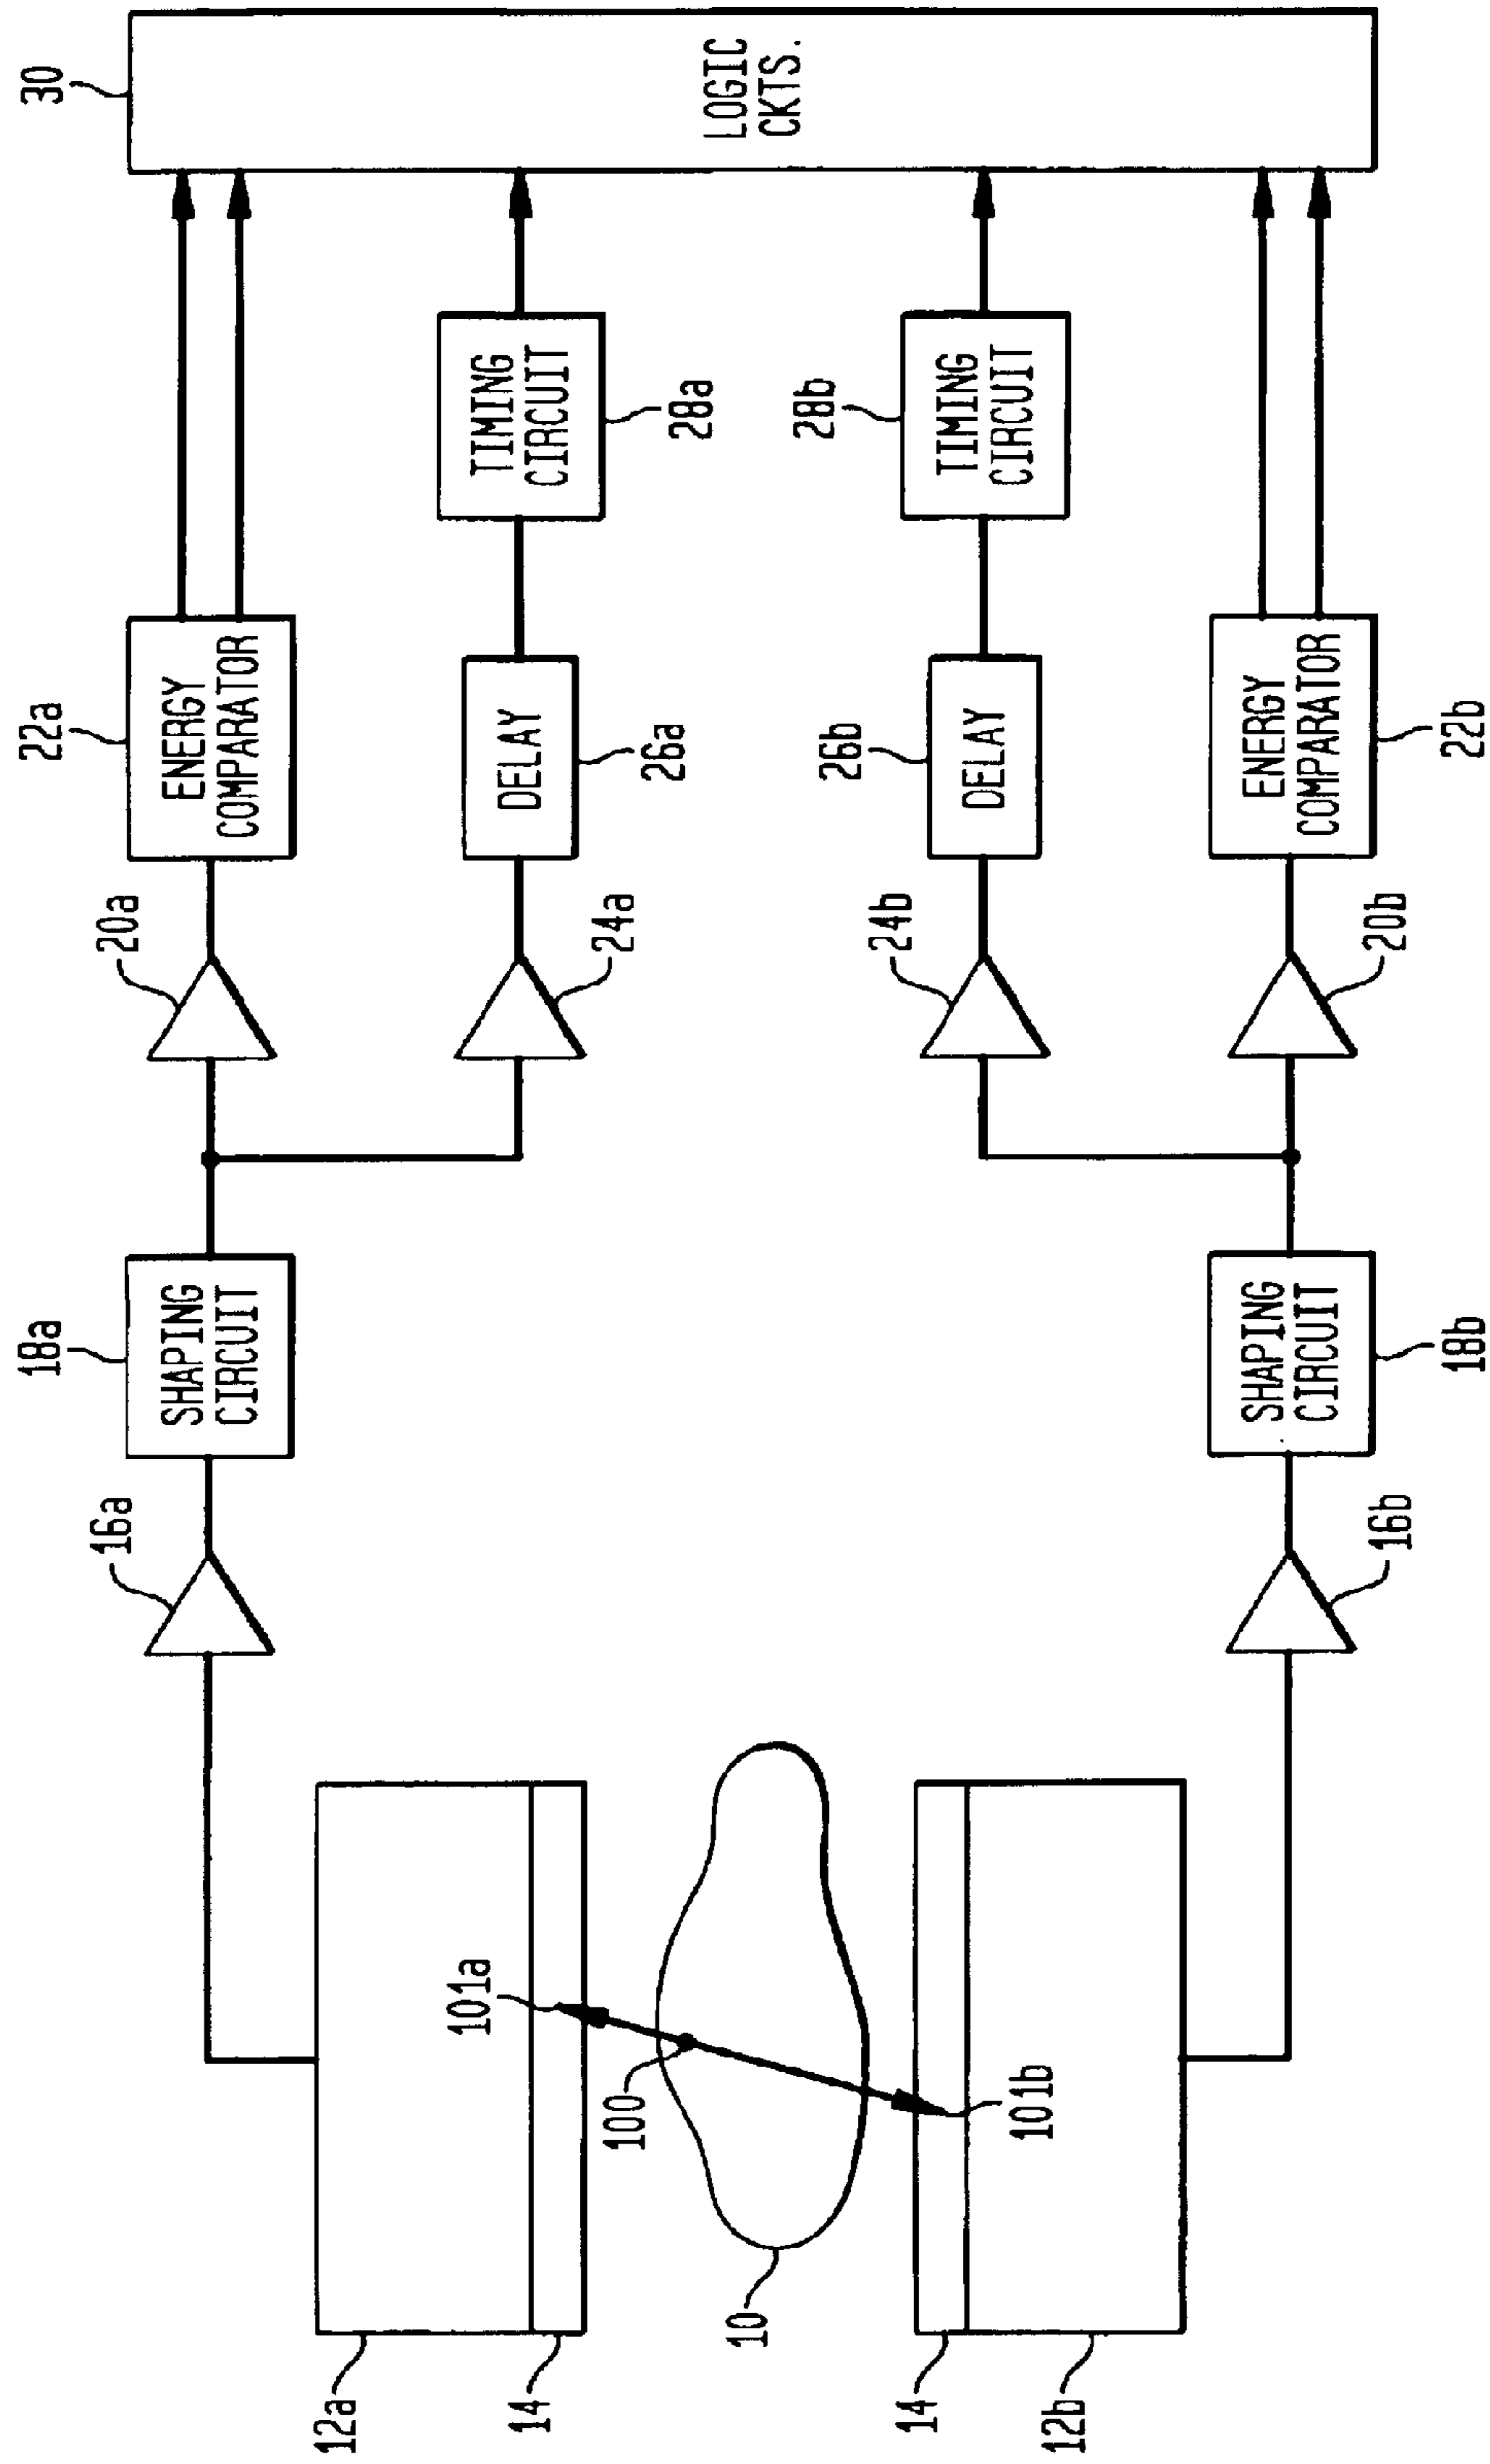 30
LOGIC
CKTS.
22a
ENERGY
COMPARATOR
TIMING
CIRCUIT
28a
28b
TIMING
CIRCUIT
DELAY
26a
26b
DELAY
ENERGY
COMPARATOR
22b
20a
24a
24b
20b
18a
SHAPING
CIRCUIT
SHAPING
CIRCUIT
18b
16a
16b
101a
100
101b
12a
14
10
14
12b